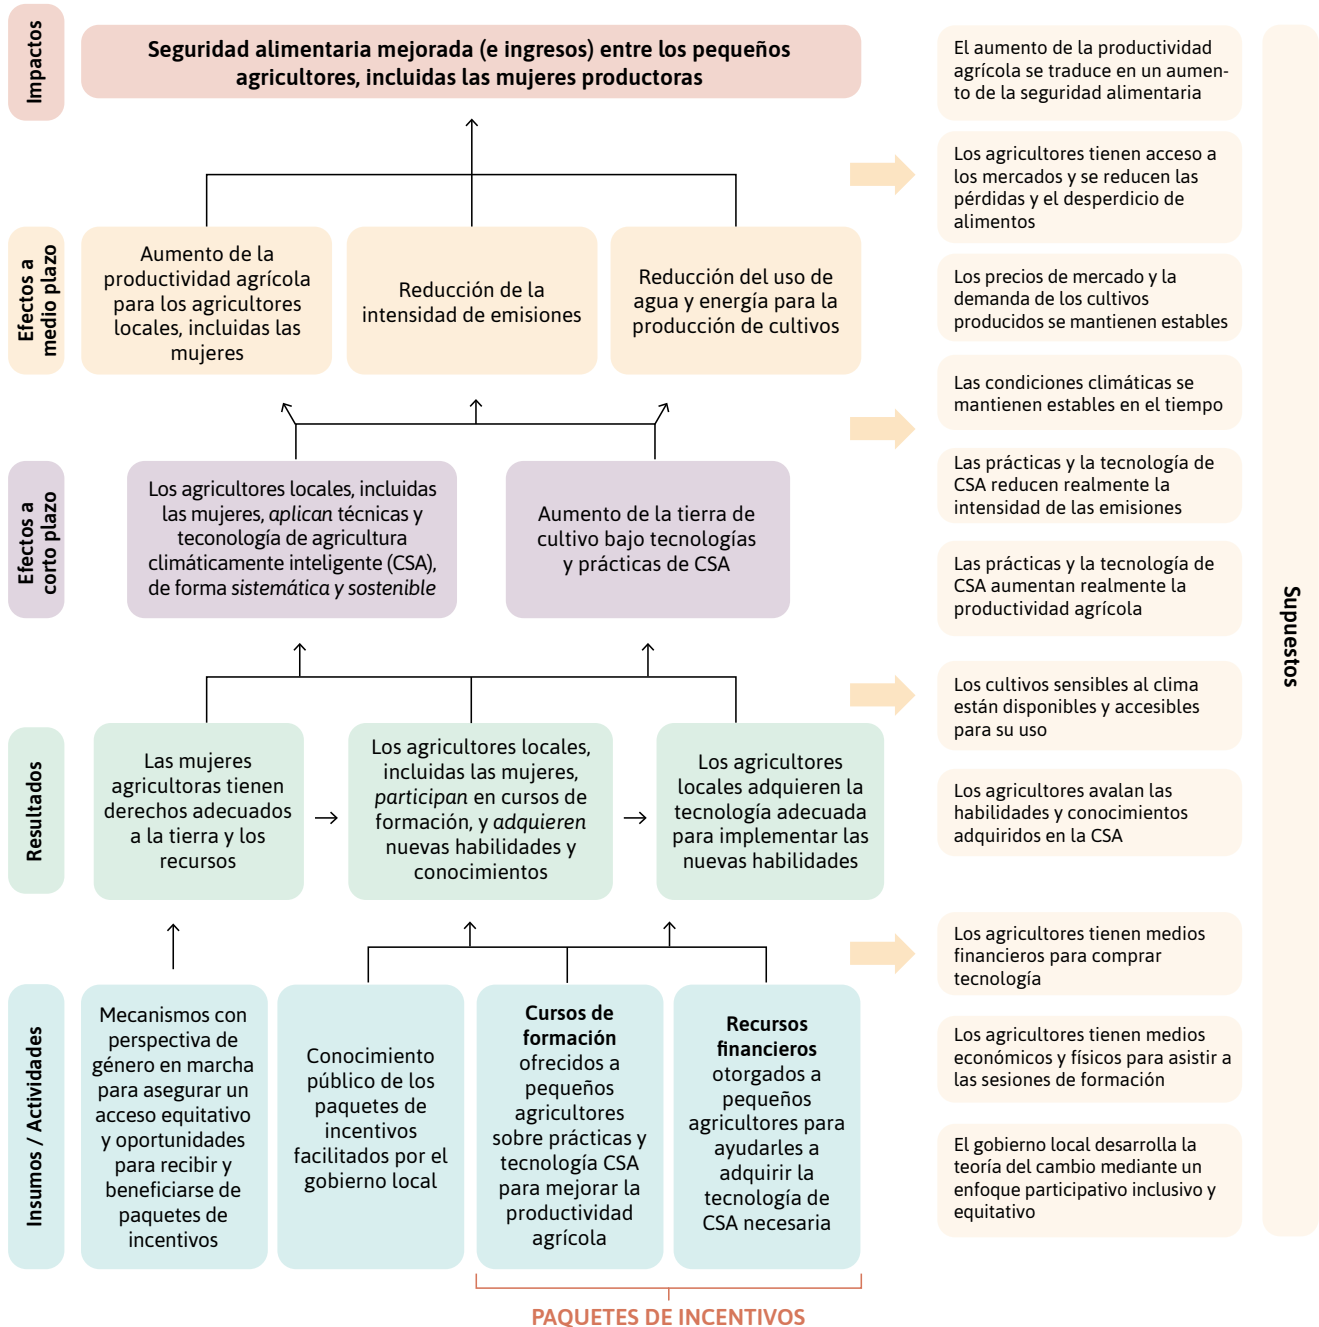 Impactos
Seguridad alimentaria mejorada (e ingresos) entre los pequeños
agricultores, incluidas las mujeres productoras
Efectos a
medio plazo
Aumento de la
productividad agrícola
para los agricultores
locales, incluidas las
mujeres
Reducción de la
intensidad de emisiones
Reducción del uso de
agua y energía para la
producción de cultivos
Efectos a
corto plazo
Los agricultores locales, incluidas
las mujeres, aplican técnicas y
teconología de agricultura
climáticamente inteligente (CSA),
de forma sistemática y sostenible
Aumento de la tierra de
cultivo bajo tecnologías
y prácticas de CSA
Resultados
Las mujeres
agricultoras tienen
derechos adecuados
a la tierra y los
recursos
Los agricultores locales,
incluidas las mujeres,
participan en cursos de
formación, y adquieren
nuevas habilidades y
conocimientos
Los agricultores
locales adquieren la
tecnología adecuada
para implementar las
nuevas habilidades
Insumos / Actividades
Mecanismos con
perspectiva de
género en marcha
para asegurar un
acceso equitativo
y oportunidades
para recibir y
beneficiarse de
paquetes de
incentivos
Conocimiento
público de los
paquetes de
incentivos
facilitados por el
gobierno local
Cursos de
formación
ofrecidos a
pequeños
agricultores
sobre prácticas y
tecnología CSA
para mejorar la
productividad
agrícola
Recursos
financieros
otorgados a
pequeños
agricultores para
ayudarles a
adquirir la
tecnología de
CSA necesaria
PAQUETES DE INCENTIVOS
El aumento de la productividad
agrícola se traduce en un aumen-
to de la seguridad alimentaria
Los agricultores tienen acceso a
los mercados y se reducen las
pérdidas y el desperdicio de
alimentos
Los precios de mercado y la
demanda de los cultivos
producidos se mantienen estables
Las condiciones climáticas se
mantienen estables en el tiempo
Las prácticas y la tecnología de
CSA reducen realmente la
intensidad de las emisiones
Las prácticas y la tecnología de
CSA aumentan realmente la
productividad agrícola
Los cultivos sensibles al clima
están disponibles y accesibles
para su uso
Los agricultores avalan las
habilidades y conocimientos
adquiridos en la CSA
Los agricultores tienen medios
financieros para comprar
tecnología
Los agricultores tienen medios
económicos y físicos para asistir a
las sesiones de formación
El gobierno local desarrolla la
teoría del cambio mediante un
enfoque participativo inclusivo y
equitativo
Supuestos